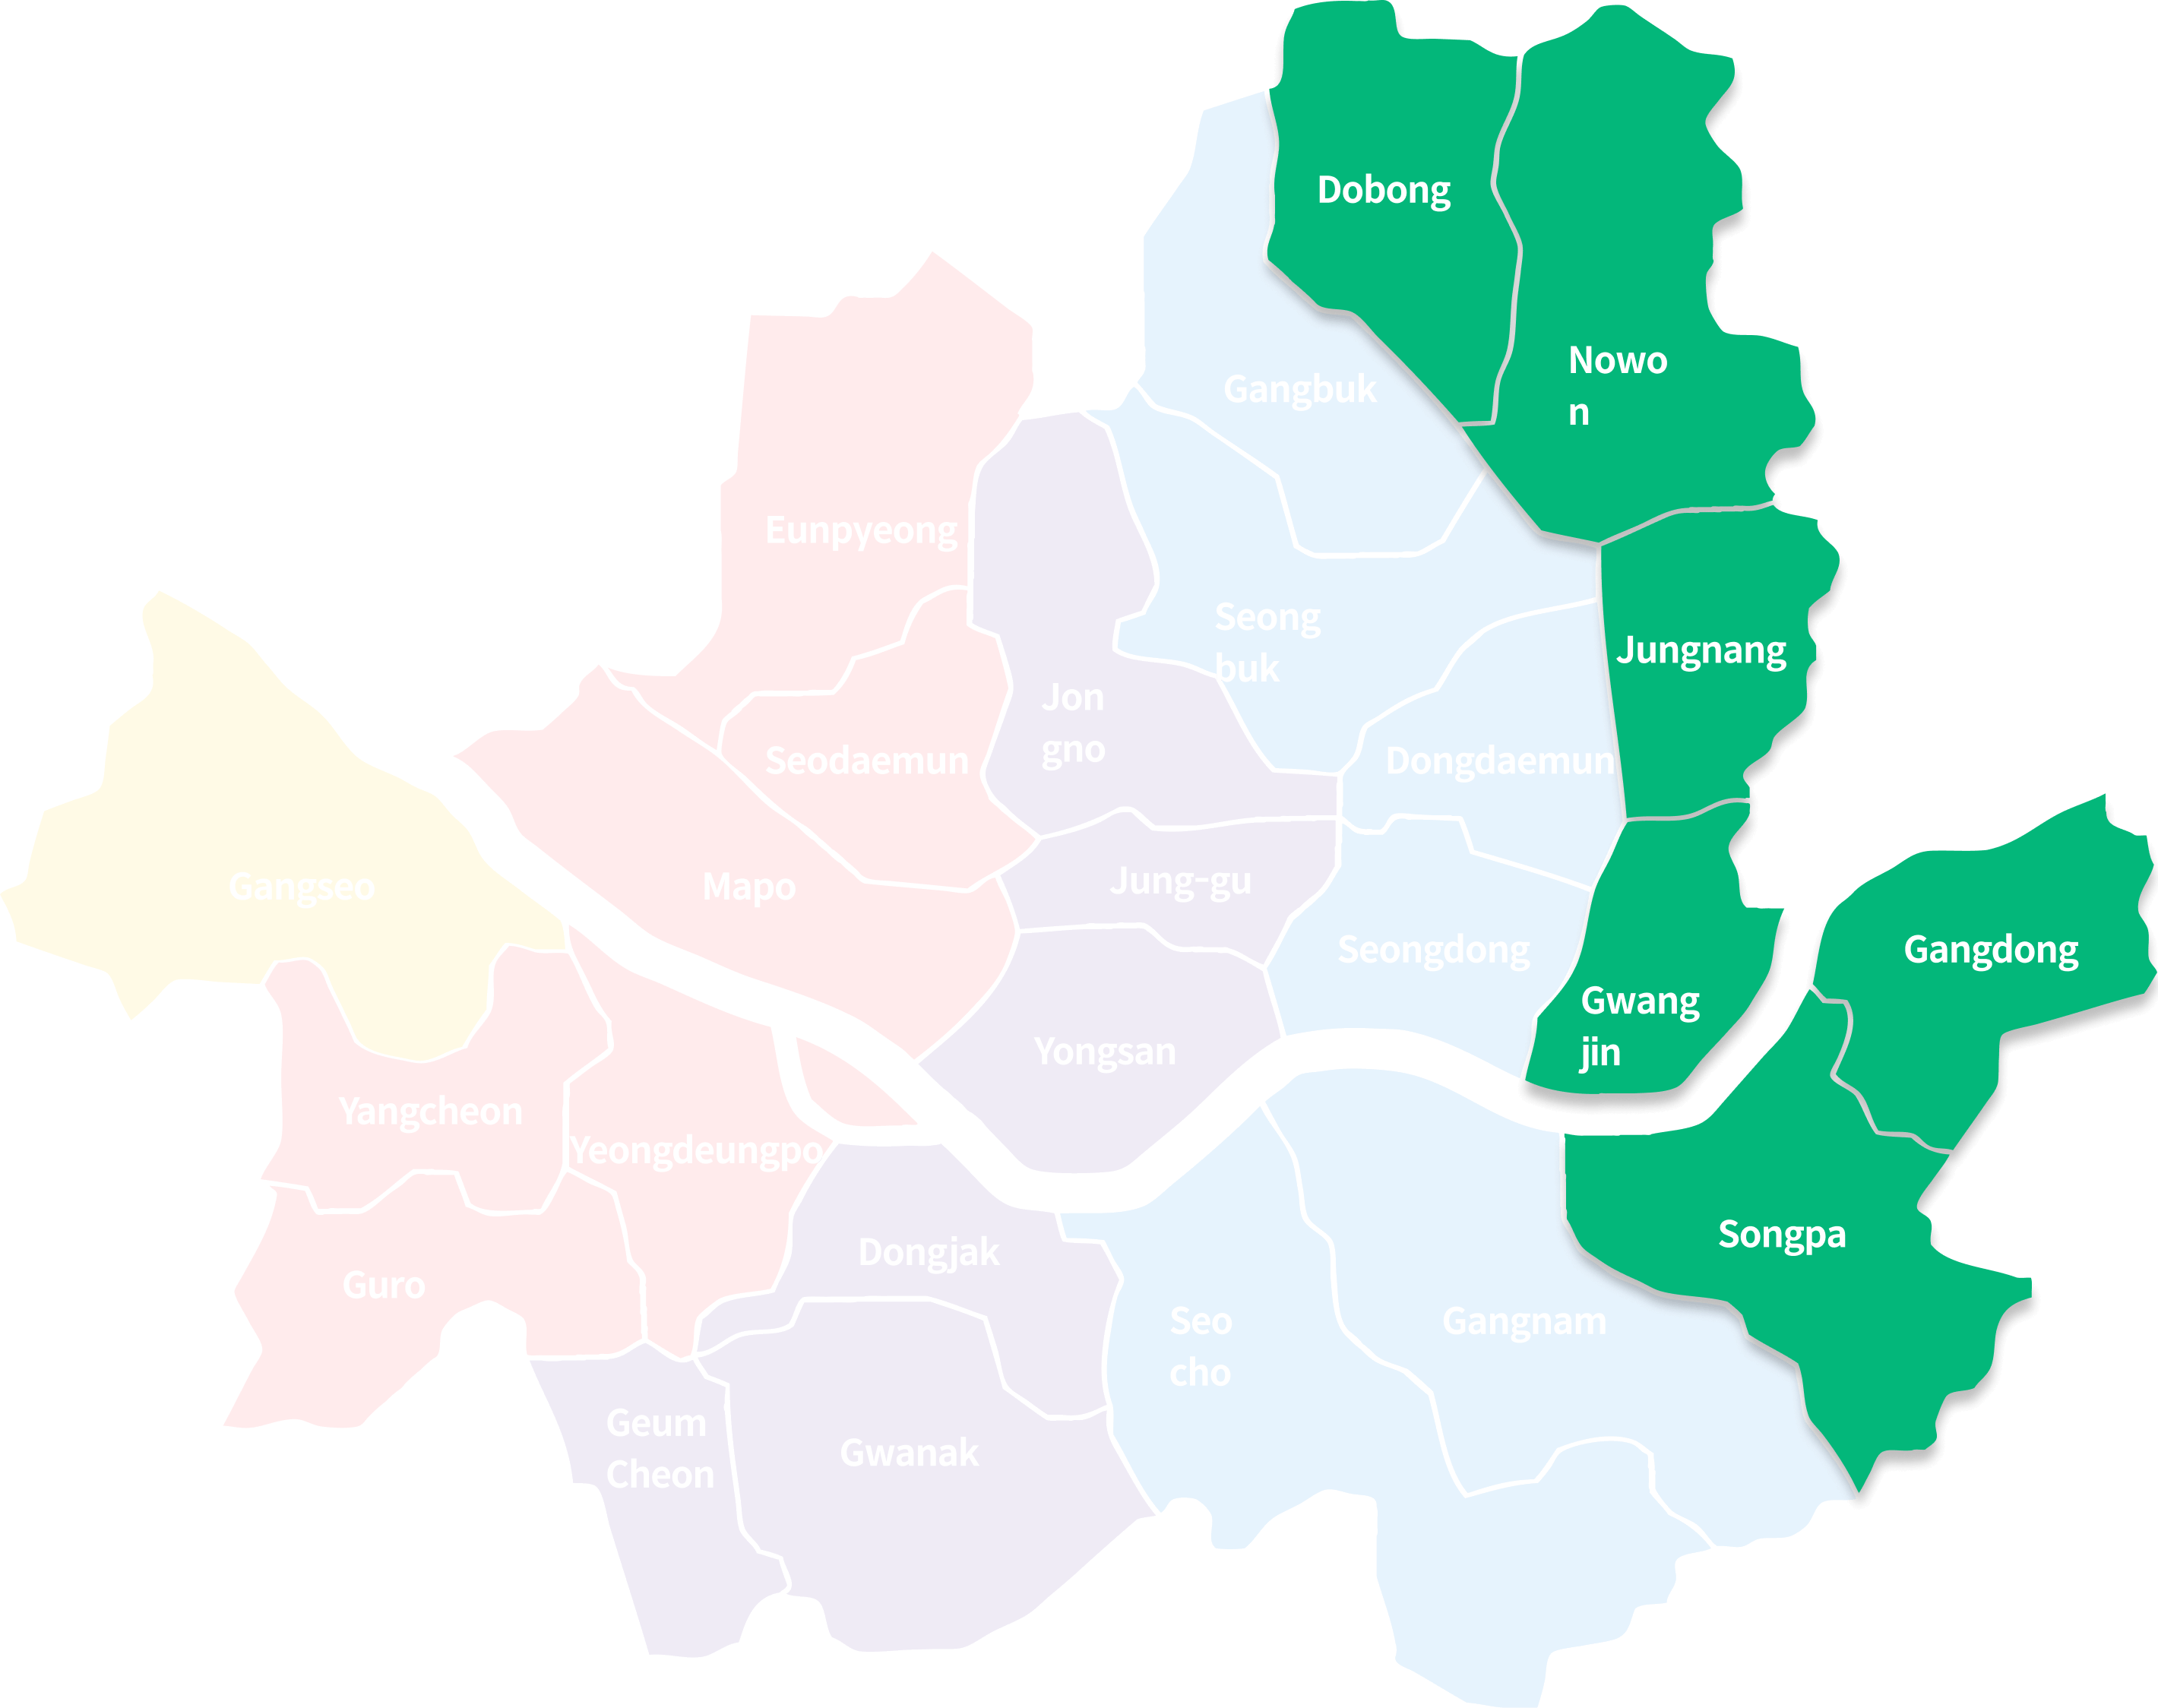 Dobong
Nowo
n
Gangbuk
Eunpyeong
Seong
buk
Jungnang
Jon
gno
Seodaemun
Dongdaemun
Gangseo
Mapo
Jung-gu
Seongdong
Gangdong
Gwang
jin
Yongsan
Yangcheon
Yeongdeungpo
Songpa
Dongjak
Guro
Seo
cho
Gangnam
Geum
Cheon
Gwanak